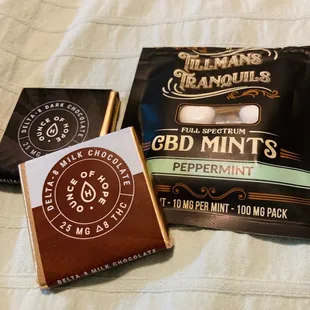 TILLMANS
TRANQUILS
FULL SPECTRUM
CBD MINTS
PEPPERMINT
10 MG PER MINT - 100 MG PACK
DELTA-8 DARK CHOCOLATE
OUNCE OF HOPE
DELTA-8 MILK CHOCOLATE
OUNCE OF HOPE
25 MG Δ8 THC
DELTA-8 MILK CHOCOLATE